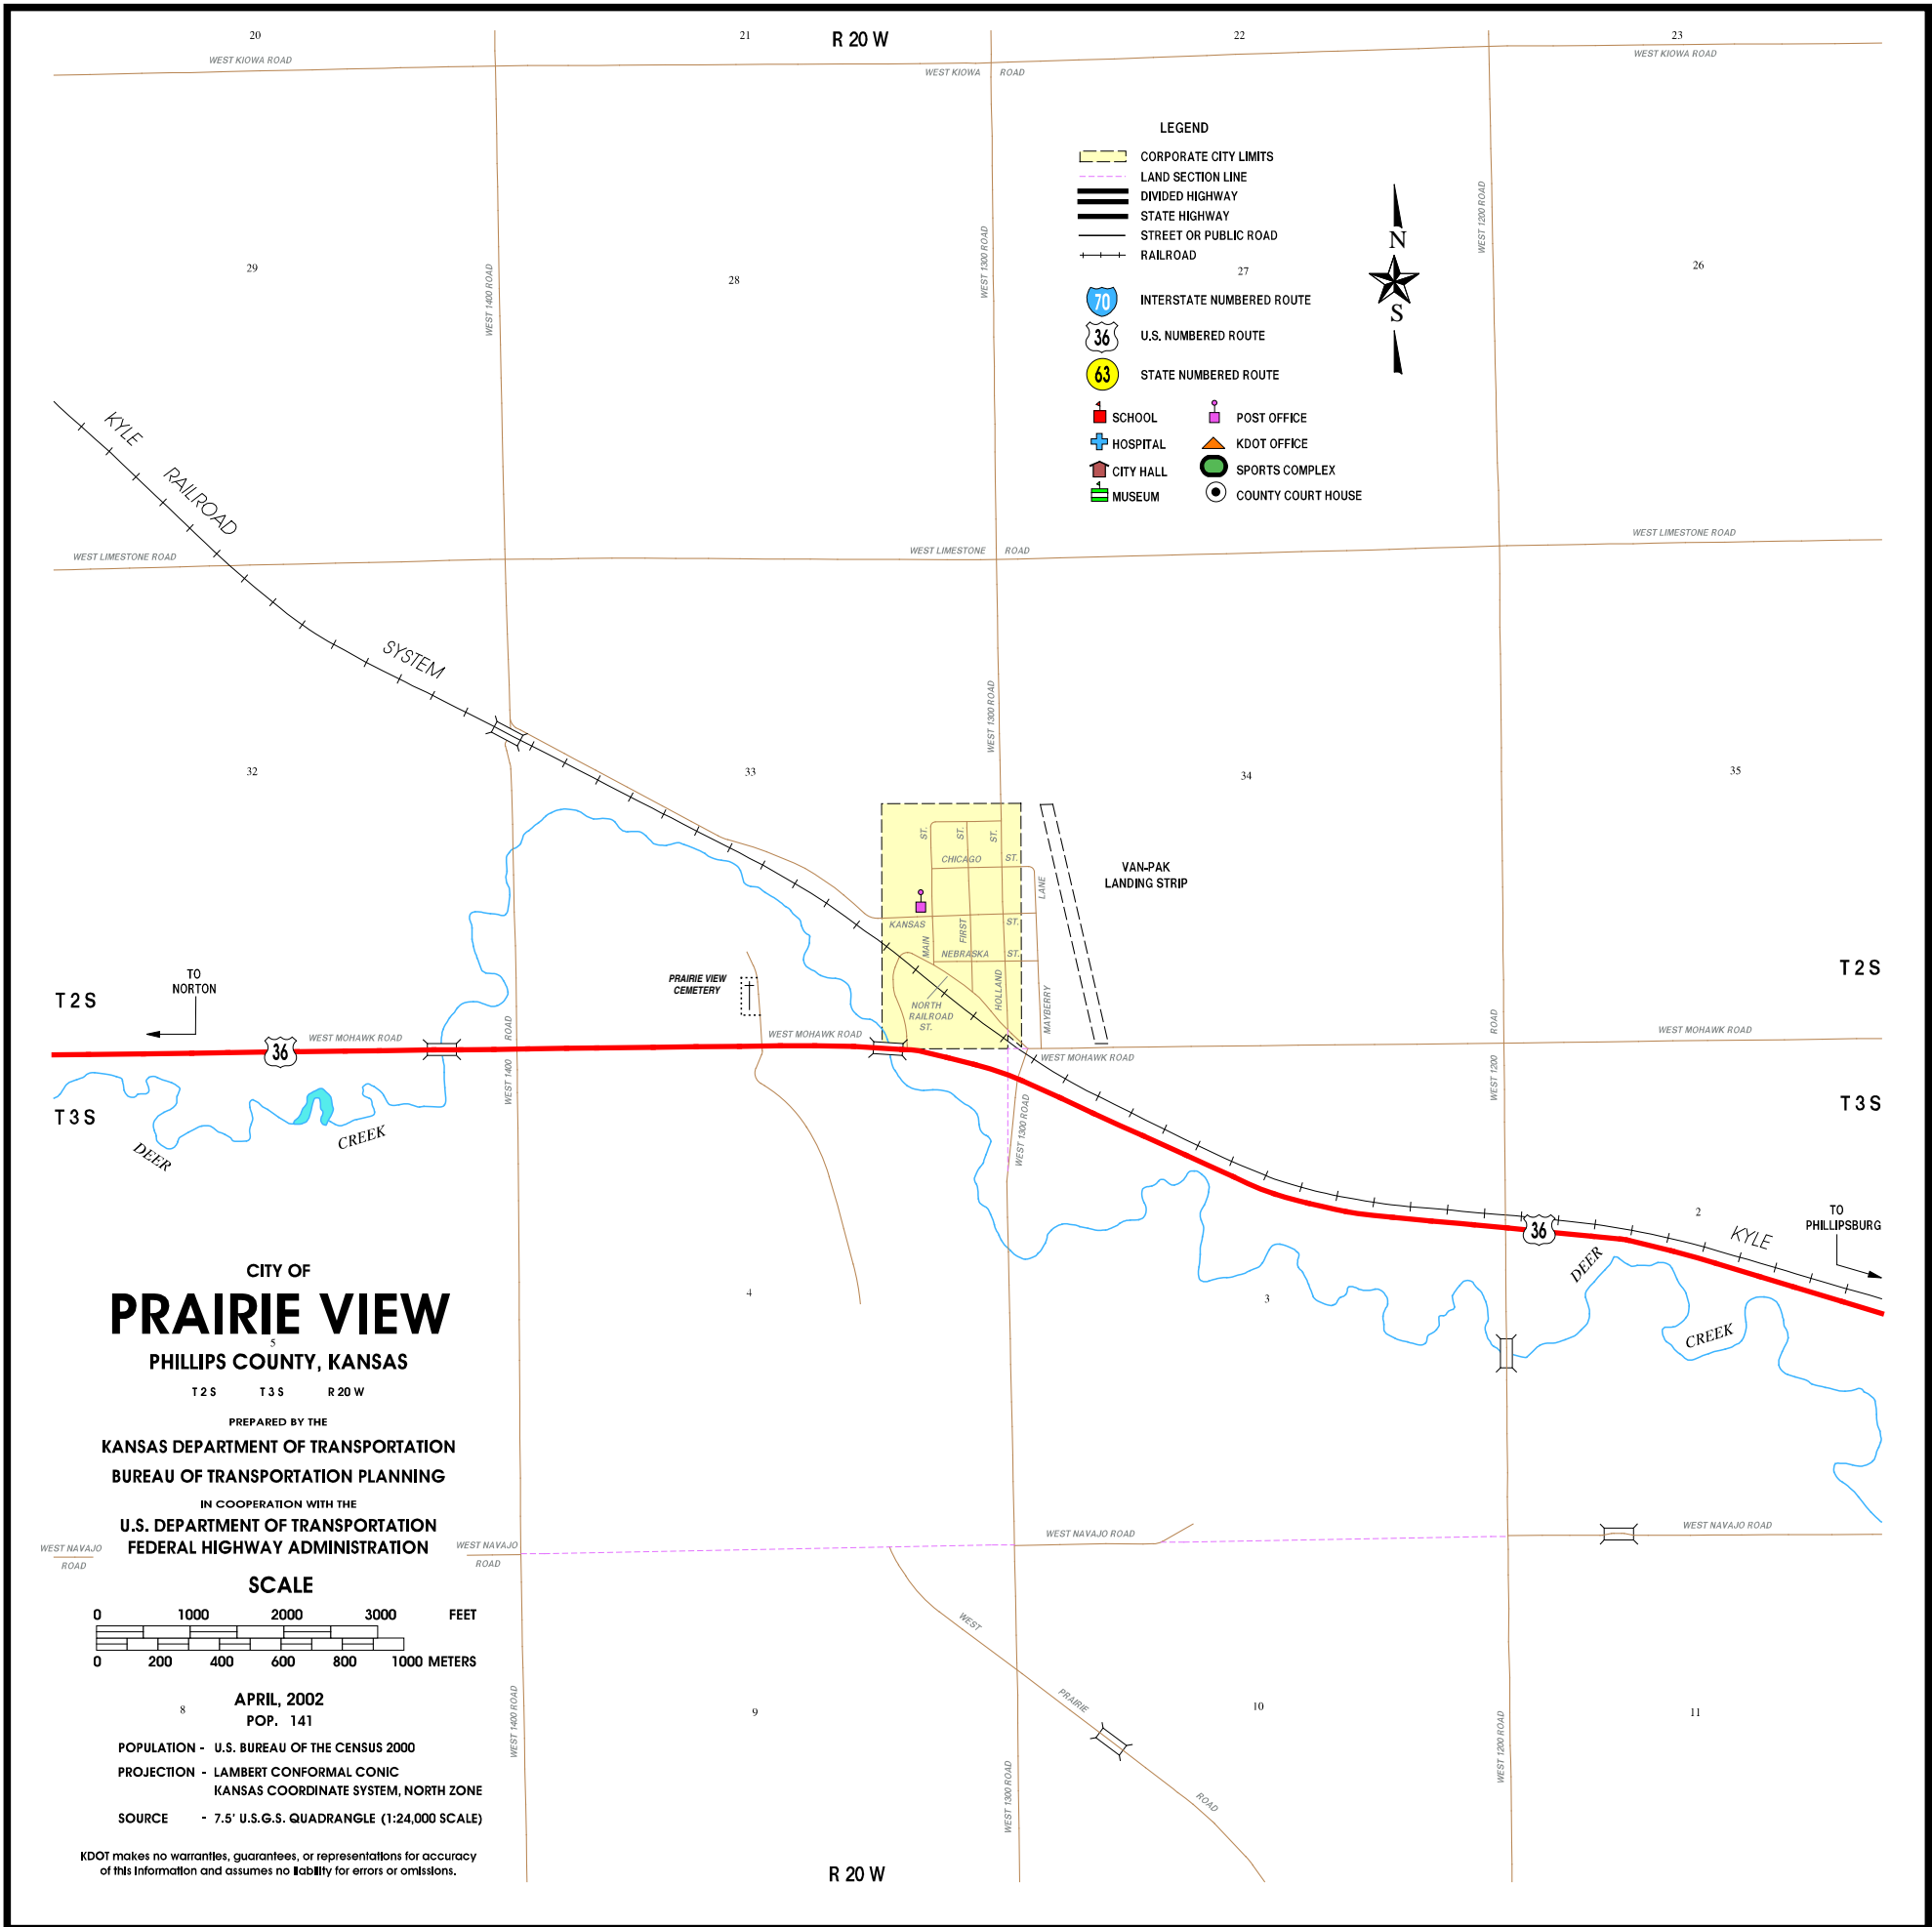 20
21
R 20 W
22
23
WEST KIOWA ROAD
WEST KIOWA ROAD
WEST KIOWA ROAD
LEGEND
CORPORATE CITY LIMITS
LAND SECTION LINE
DIVIDED HIGHWAY
STATE HIGHWAY
STREET OR PUBLIC ROAD
RAILROAD
70 INTERSTATE NUMBERED ROUTE
36 U.S. NUMBERED ROUTE
63 STATE NUMBERED ROUTE
SCHOOL
POST OFFICE
HOSPITAL
KDOT OFFICE
CITY HALL
SPORTS COMPLEX
MUSEUM
COUNTY COURT HOUSE
N
S
WEST 1400 ROAD
WEST 1300 ROAD
WEST 1200 ROAD
29
28
27
26
KYLE
RAILROAD
SYSTEM
WEST LIMESTONE ROAD
WEST LIMESTONE ROAD
WEST LIMESTONE ROAD
WEST 1300 ROAD
32
33
34
35
ST.
ST.
ST.
CHICAGO ST.
LANE
VAN-PAK
LANDING STRIP
KANSAS ST.
MAIN
FIRST
NEBRASKA ST.
HOLLAND
MAYBERRY
NORTH
RAILROAD
ST.
PRAIRIE VIEW
CEMETERY
T 2 S
T 2 S
TO
NORTON
36
WEST MOHAWK ROAD
WEST MOHAWK ROAD
WEST MOHAWK ROAD
WEST MOHAWK ROAD
WEST 1400 ROAD
WEST 1200 ROAD
WEST 1300 ROAD
T 3 S
T 3 S
DEER
CREEK
36
2
KYLE
TO
PHILLIPSBURG
DEER
CREEK
4
3
CITY OF
PRAIRIE VIEW
5
PHILLIPS COUNTY, KANSAS
T 2 S T 3 S R 20 W
PREPARED BY THE
KANSAS DEPARTMENT OF TRANSPORTATION
BUREAU OF TRANSPORTATION PLANNING
IN COOPERATION WITH THE
U.S. DEPARTMENT OF TRANSPORTATION
FEDERAL HIGHWAY ADMINISTRATION
WEST NAVAJO
ROAD
WEST NAVAJO
ROAD
WEST NAVAJO ROAD
WEST NAVAJO ROAD
SCALE
0 1000 2000 3000 FEET
0 200 400 600 800 1000 METERS
APRIL, 2002
POP. 141
POPULATION - U.S. BUREAU OF THE CENSUS 2000
PROJECTION - LAMBERT CONFORMAL CONIC
KANSAS COORDINATE SYSTEM, NORTH ZONE
SOURCE - 7.5' U.S.G.S. QUADRANGLE (1:24,000 SCALE)
KDOT makes no warranties, guarantees, or representations for accuracy
of this information and assumes no liability for errors or omissions.
8
9
10
11
WEST
PRAIRIE
ROAD
WEST 1400 ROAD
WEST 1300 ROAD
WEST 1200 ROAD
R 20 W